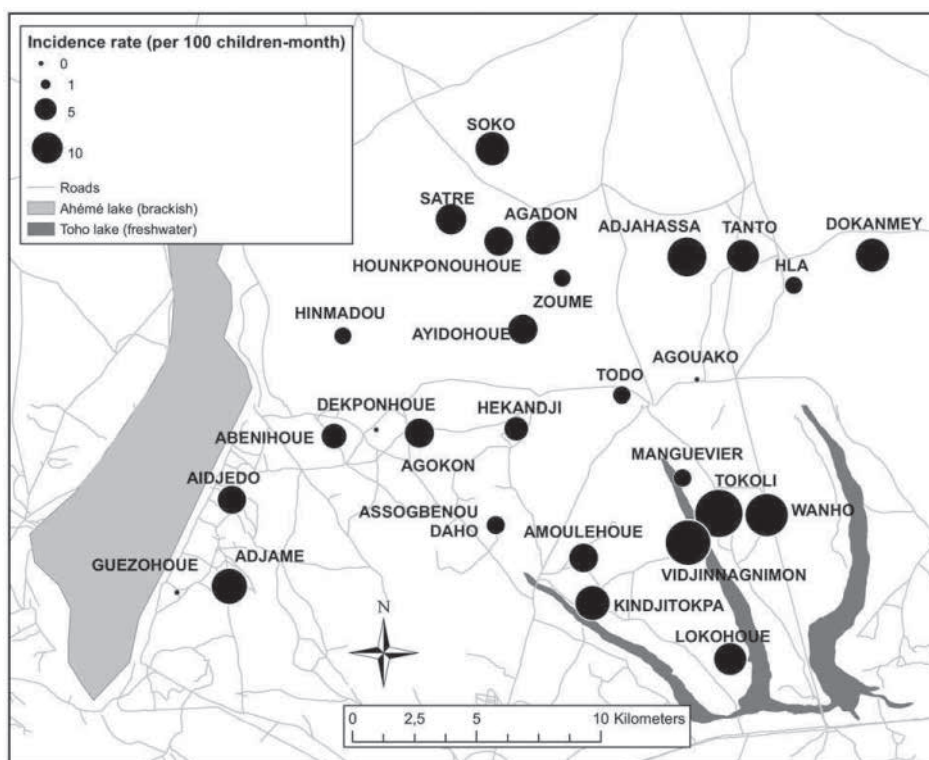 Incidence rate (per 100 children-month)
0
1
5
10
Roads
Ahémé lake (brackish)
Toho lake (freshwater)
SOKO
SATRE
AGADON
HOUNKPONOUHOUE
ADJAHASSA
TANTO
DOKANMEY
HLA
ZOUME
HINMADOU
AYIDOHOUE
AGOUAKO
TODO
DEKPONHOUE
HEKANDJI
ABENIHOUE
AGOKON
MANGUEVIER
AIDJEDO
TOKOLI
ASSOGBENOU
DAHO
WANHO
AMOULEHOUE
GUEZOHOUE
ADJAME
VIDJINNAGNIMON
KINDJITOKPA
N
LOKOHOUE
0 2,5 5 10 Kilometers